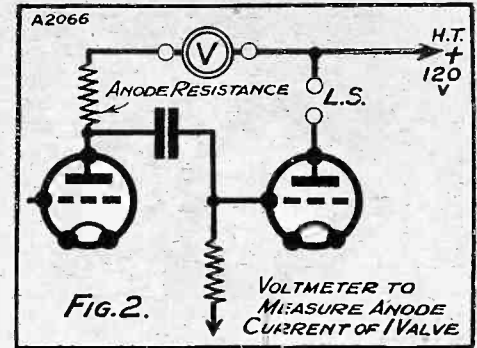 A2066
V
H.T.
+
120
V
ANODE RESISTANCE
L.S.
FIG.2.
VOLTMETER TO
MEASURE ANODE
CURRENT OF 1 VALVE